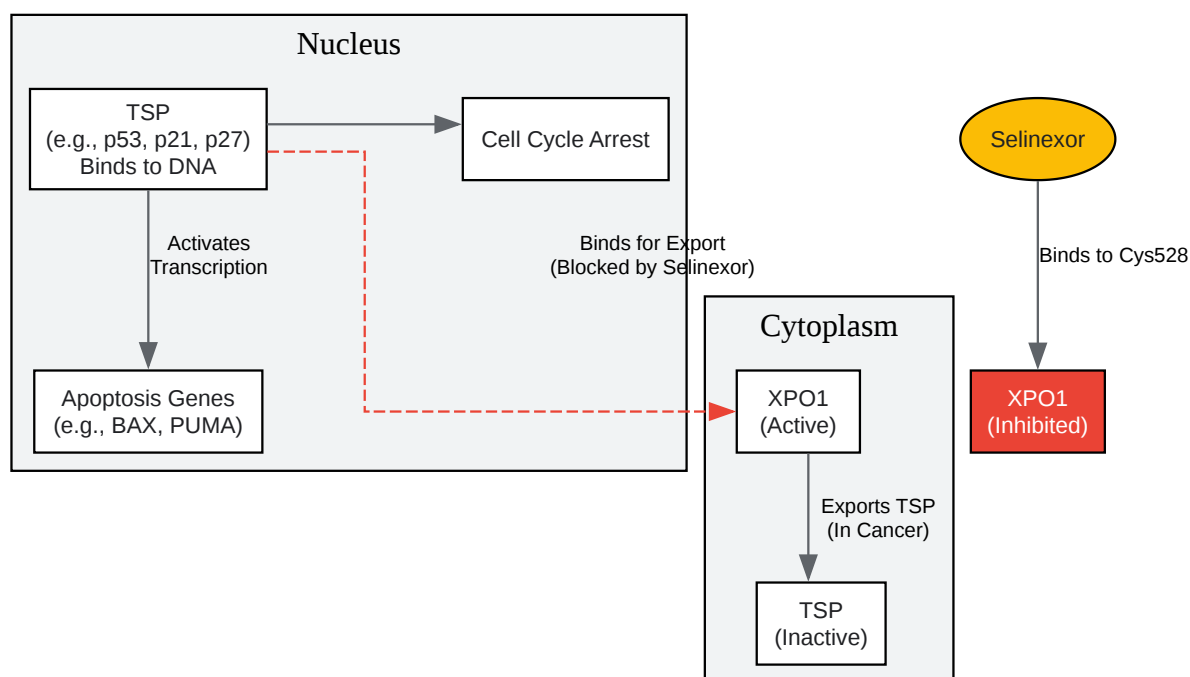 Nucleus
TSP
(e.g., p53, p21, p27)
Binds to DNA
Cell Cycle Arrest
Selinexor
Activates
Transcription
Binds for Export
(Blocked by Selinexor)
Binds to Cys528
Cytoplasm
Apoptosis Genes
(e.g., BAX, PUMA)
XPO1
(Active)
XPO1
(Inhibited)
Exports TSP
(In Cancer)
TSP
(Inactive)